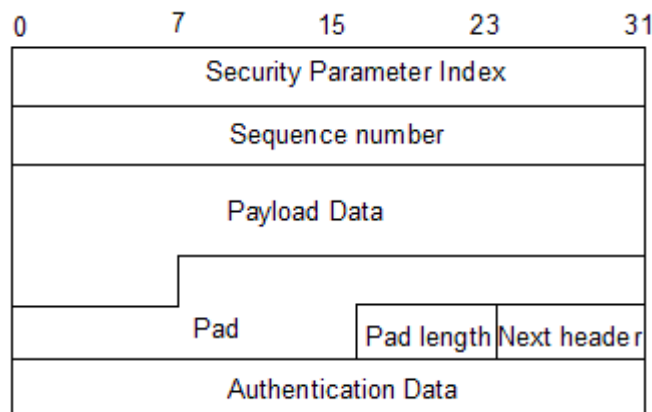 0 7 15 23 31
Security Parameter Index
Sequence number
Payload Data
Pad Pad length Next header
Authentication Data